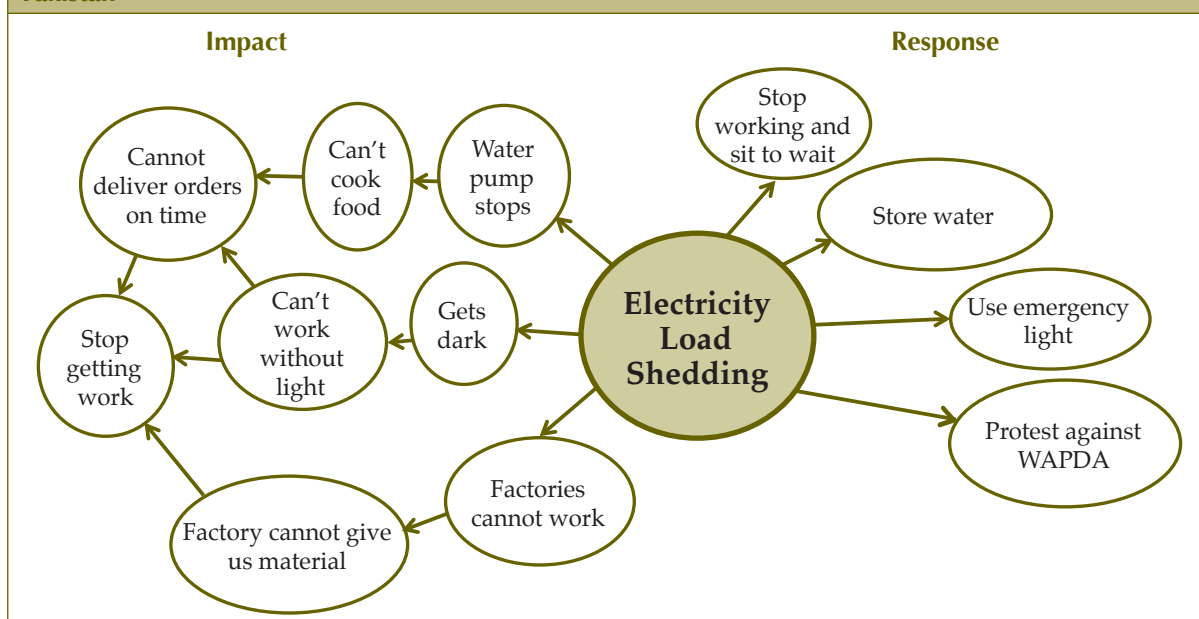 Impact
Response
Cannot
deliver orders
on time
Can't
cook
food
Water
pump
stops
Stop
working and
sit to wait
Store water
Electricity
Load
Shedding
Stop
getting
work
Can't
work
without
light
Gets
dark
Use emergency
light
Protest against
WAPDA
Factories
cannot work
Factory cannot give
us material